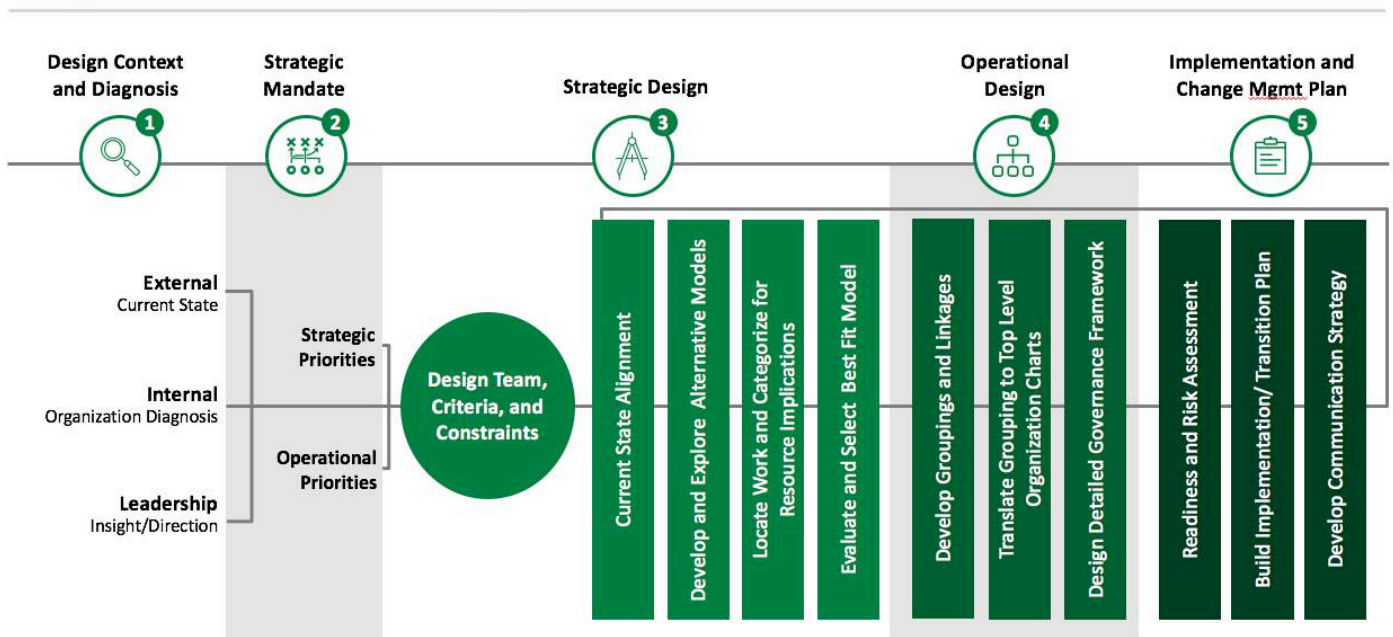 Design Context
and Diagnosis
1
Strategic
Mandate
2
Strategic Design
3
Operational
Design
4
Implementation and
Change Mgmt Plan
5
External
Current State
Internal
Organization Diagnosis
Leadership
Insight/Direction
Strategic
Priorities
Operational
Priorities
Design Team,
Criteria, and
Constraints
Current State Alignment
Develop and Explore Alternative Models
Locate Work and Categorize for
Resource Implications
Evaluate and Select Best Fit Model
Develop Groupings and Linkages
Translate Grouping to Top Level
Organization Charts
Design Detailed Governance Framework
Readiness and Risk Assessment
Build Implementation/ Transition Plan
Develop Communication Strategy